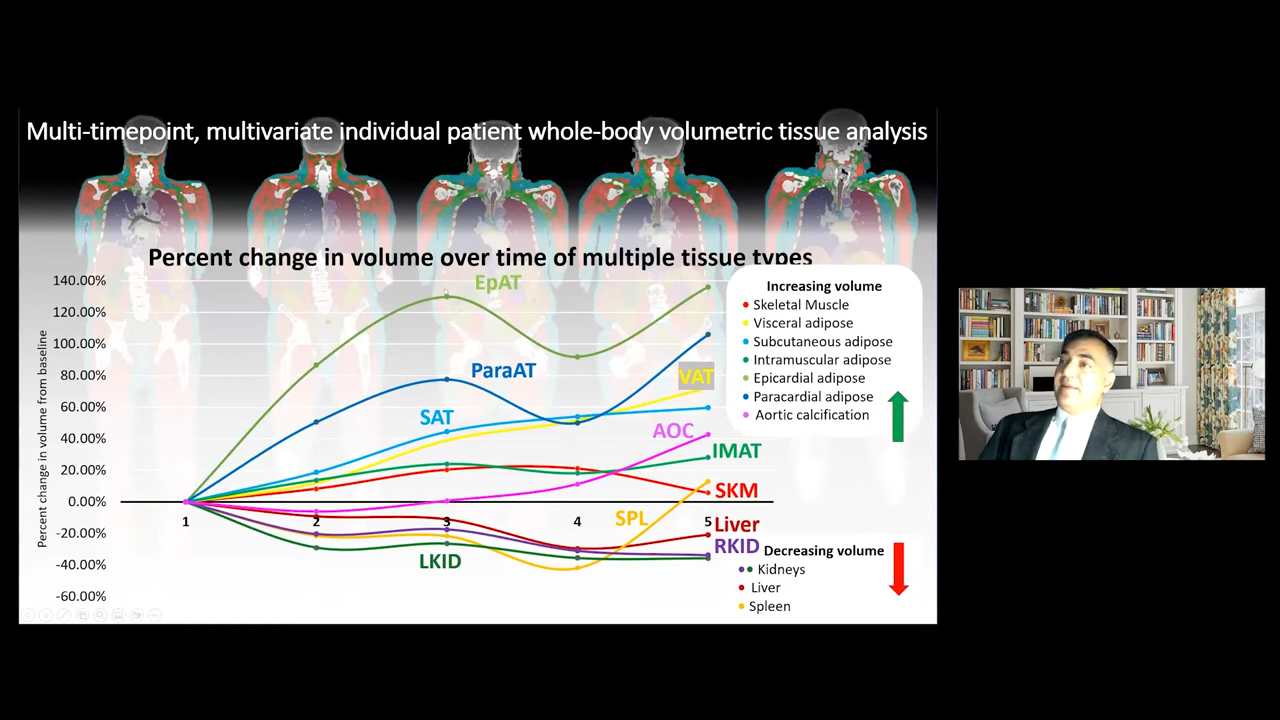 Multi-timepoint, multivariate individual patient whole-body volumetric tissue analysis
Percent change in volume over time of multiple tissue types
Percent change in volume from baseline
140.00%
120.00%
100.00%
80.00%
60.00%
40.00%
20.00%
0.00%
-20.00%
-40.00%
-60.00%
1
2
3
4
5
EpAT
ParaAT
SAT
VAT
AOC
IMAT
SKM
SPL
Liver
RKID
LKID
Increasing volume
Skeletal Muscle
Visceral adipose
Subcutaneous adipose
Intramuscular adipose
Epicardial adipose
Paracardial adipose
Aortic calcification
Decreasing volume
Kidneys
Liver
Spleen